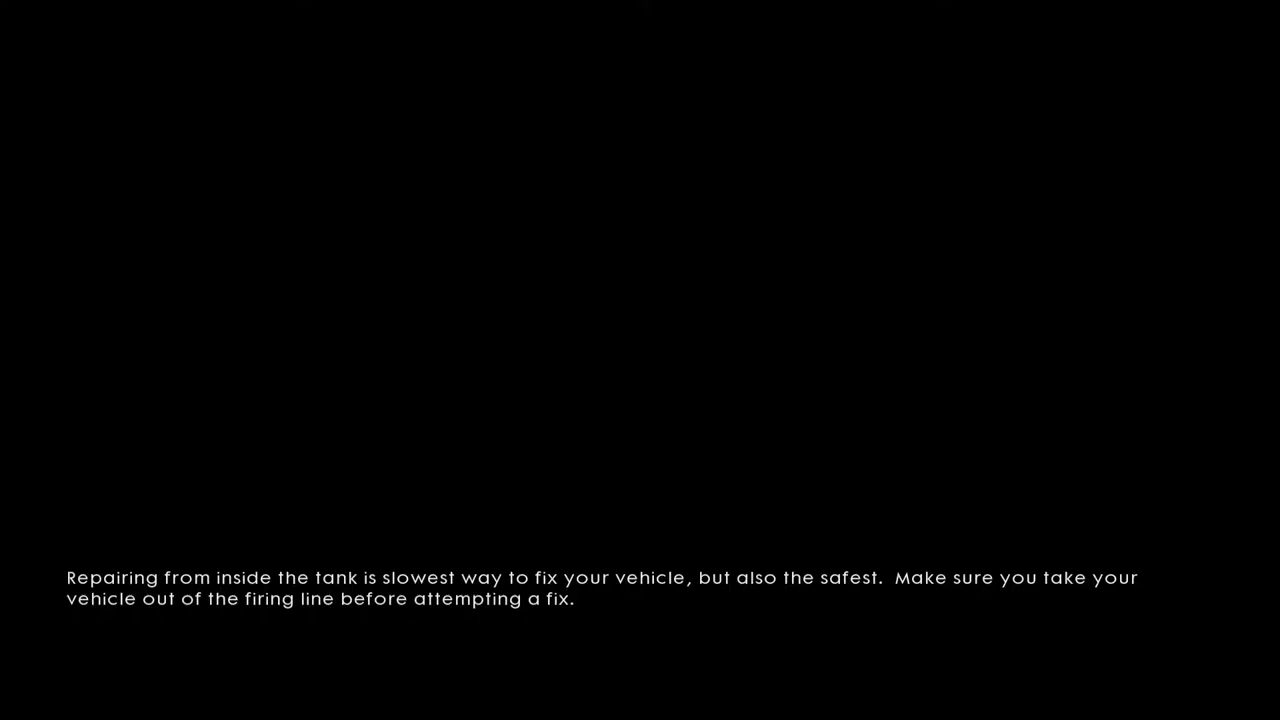 Repairing from inside the tank is slowest way to fix your vehicle, but also the safest.  Make sure you take your
vehicle out of the firing line before attempting a fix.